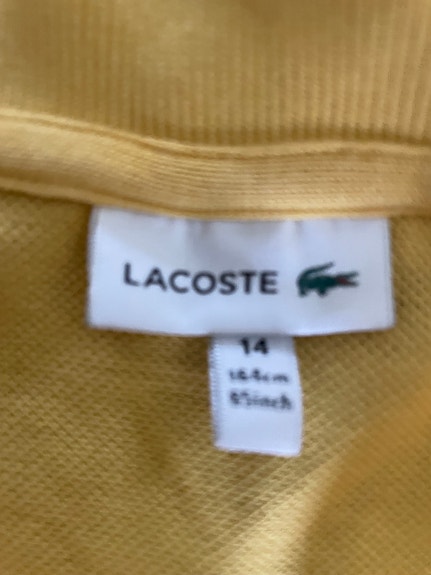 LACOSTE
14
164cm
65inch